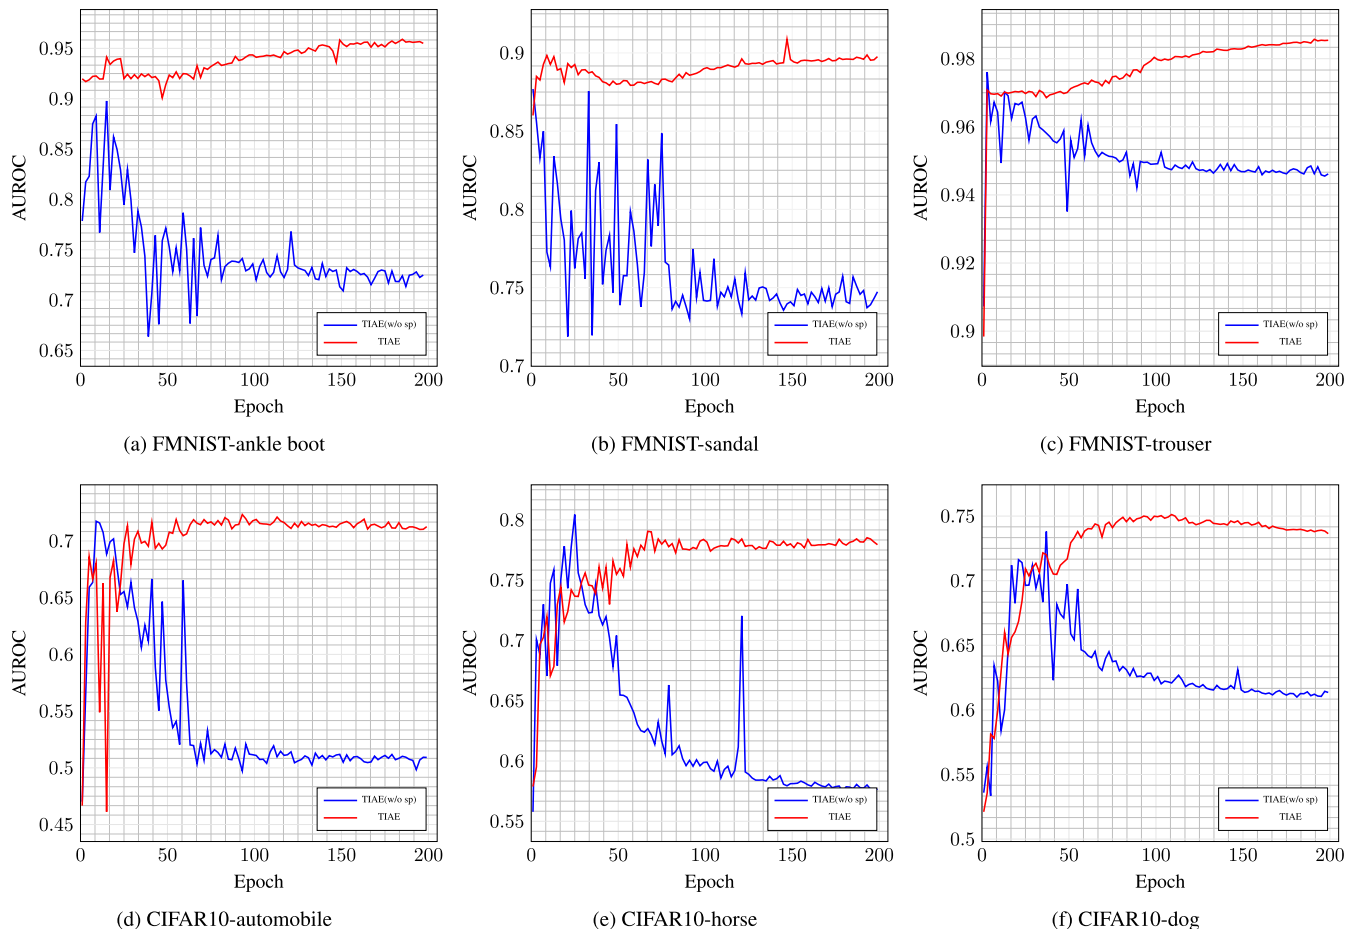 AUROC
0.95
0.9
0.85
0.8
0.75
0.7
0.65
TIAE(w/o sp)
TIAE
0 50 100 150 200
Epoch
(a) FMNIST-ankle boot
AUROC
0.9
0.85
0.8
0.75
0.7
TIAE(w/o sp)
TIAE
0 50 100 150 200
Epoch
(b) FMNIST-sandal
AUROC
0.98
0.96
0.94
0.92
0.9
TIAE(w/o sp)
TIAE
0 50 100 150 200
Epoch
(c) FMNIST-trouser
AUROC
0.7
0.65
0.6
0.55
0.5
0.45
TIAE(w/o sp)
TIAE
0 50 100 150 200
Epoch
(d) CIFAR10-automobile
AUROC
0.8
0.75
0.7
0.65
0.6
0.55
TIAE(w/o sp)
TIAE
0 50 100 150 200
Epoch
(e) CIFAR10-horse
AUROC
0.75
0.7
0.65
0.6
0.55
0.5
TIAE(w/o sp)
TIAE
0 50 100 150 200
Epoch
(f) CIFAR10-dog